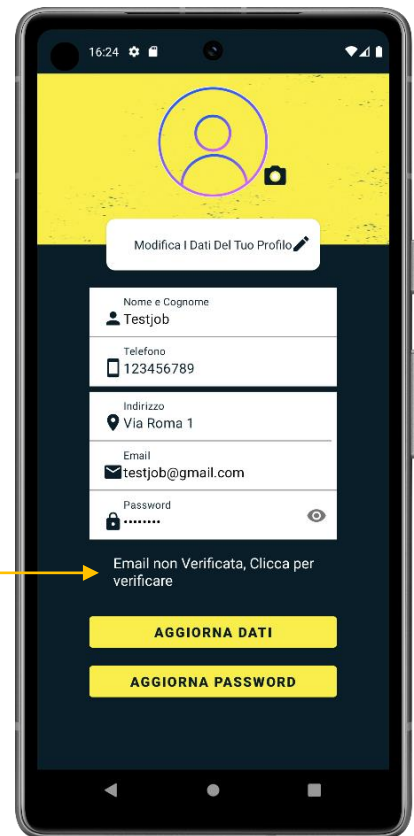 16:24
Modifica I Dati Del Tuo Profilo
Nome e Cognome
Testjob
Telefono
123456789
Indirizzo
Via Roma 1
Email
testjob@gmail.com
Password
••••••••
Email non Verificata, Clicca per
verificare
AGGIORNA DATI
AGGIORNA PASSWORD